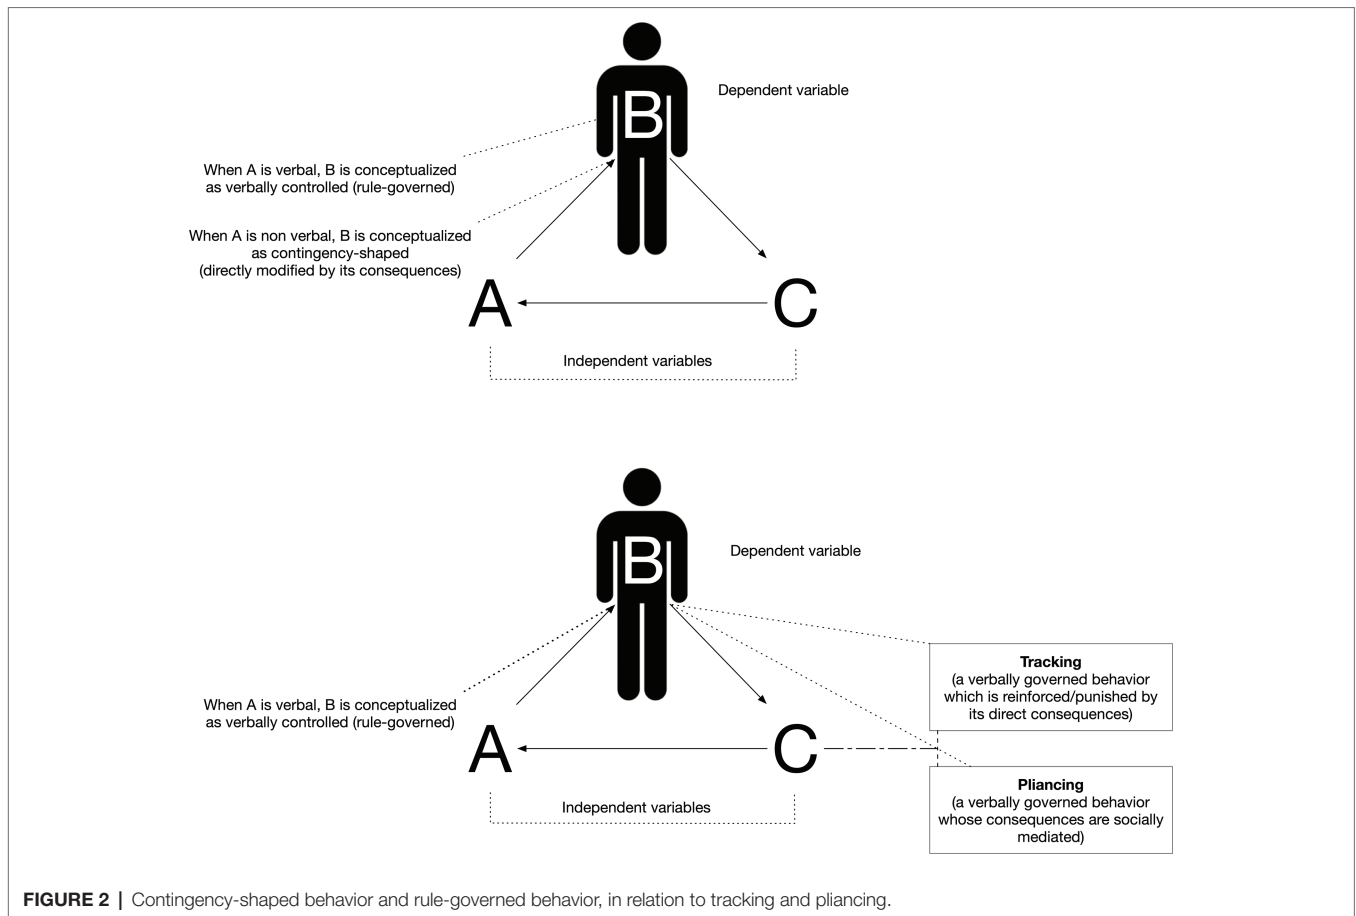 B
Dependent variable
When A is verbal, B is conceptualized
as verbally controlled (rule-governed)
When A is non verbal, B is conceptualized
as contingency-shaped
(directly modified by its consequences)
A
C
Independent variables
B
Dependent variable
Tracking
(a verbally governed behavior
which is reinforced/punished by
its direct consequences)
When A is verbal, B is conceptualized
as verbally controlled (rule-governed)
A
C
Pliancing
(a verbally governed behavior
whose consequences are socially
mediated)
Independent variables
FIGURE 2 | Contingency-shaped behavior and rule-governed behavior, in relation to tracking and pliancing.